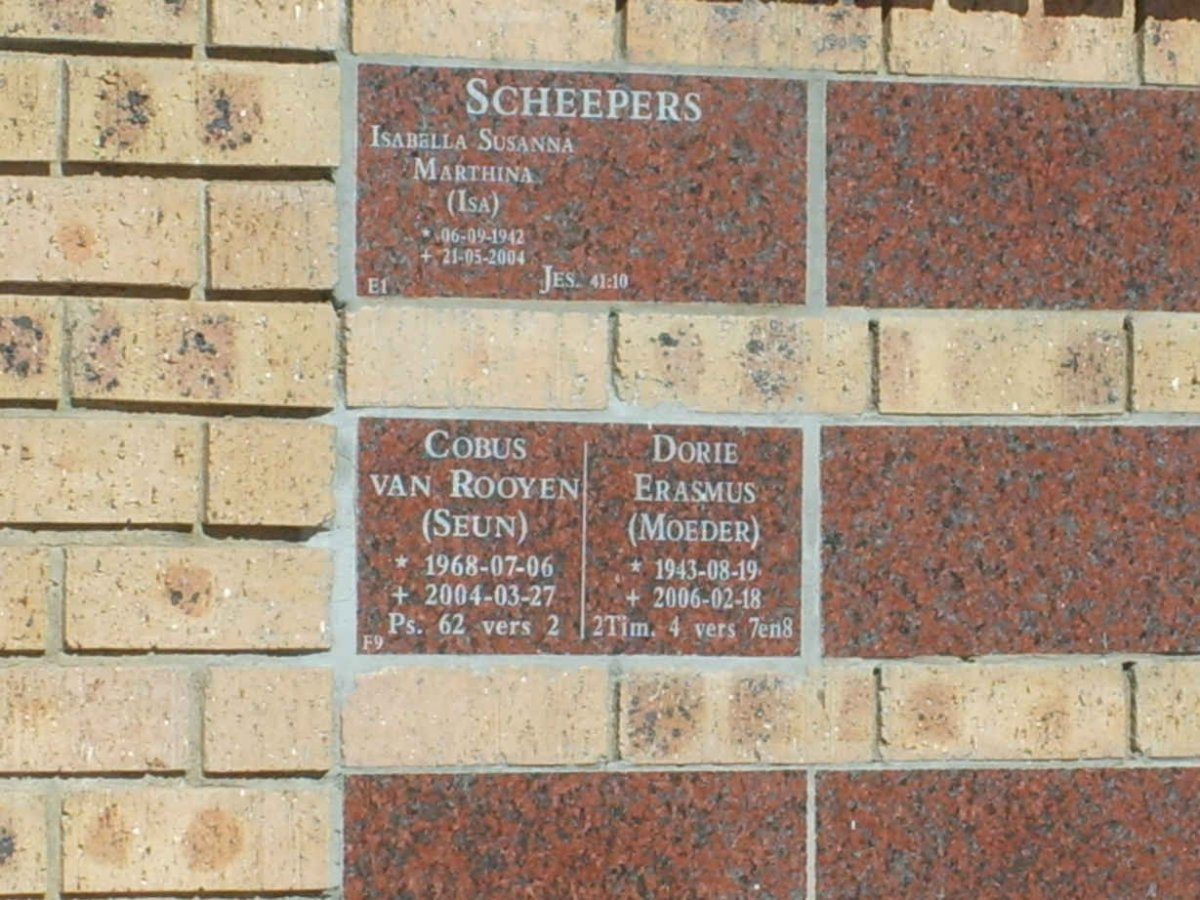 SCHEEPERS
ISABELLA SUSANNA
MARTHINA
(ISA)
* 06-09-1942
+ 21-05-2004
JES. 41:10
E1
COBUS
VAN ROOYEN
(SEUN)
* 1968-07-06
+ 2004-03-27
Ps. 62 vers 2
F9
DORIE
ERASMUS
(MOEDER)
* 1943-08-19
+ 2006-02-18
2Tim. 4 vers 7en8